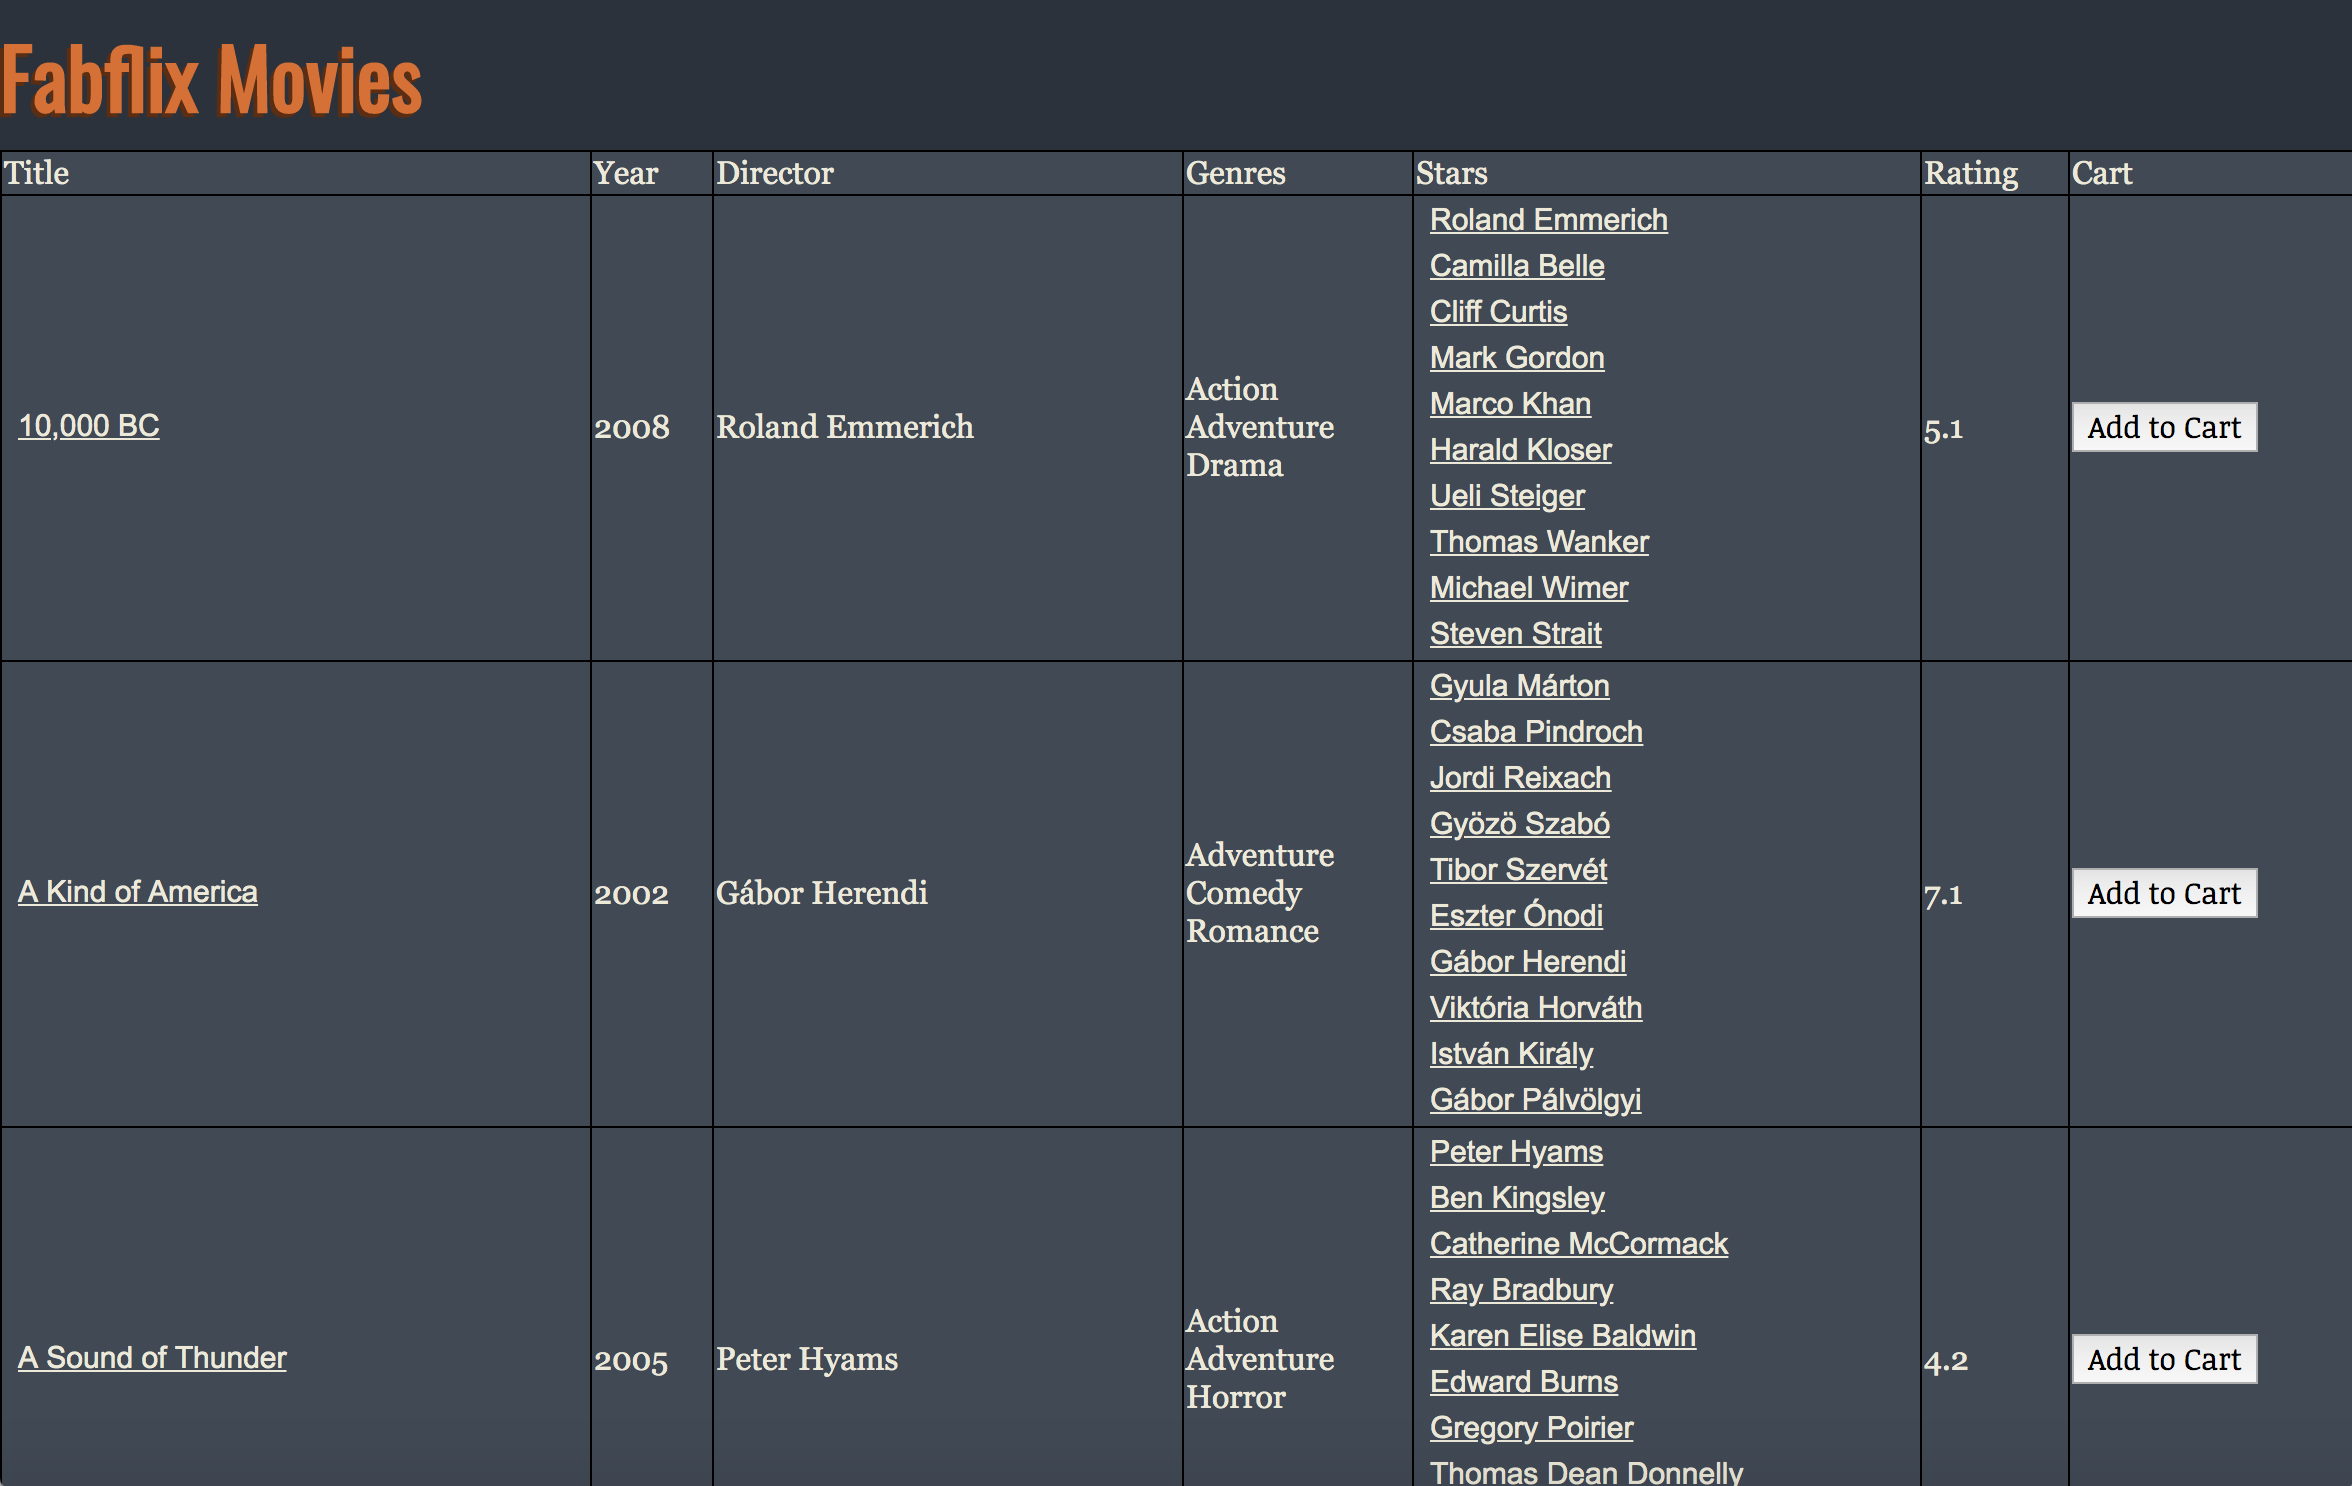 Fabflix Movies
Title Year Director Genres Stars Rating Cart
10,000 BC 2008 Roland Emmerich Action Adventure Drama 5.1 Add to Cart
Roland Emmerich
Camilla Belle
Cliff Curtis
Mark Gordon
Marco Khan
Harald Kloser
Ueli Steiger
Thomas Wanker
Michael Wimer
Steven Strait
A Kind of America 2002 Gábor Herendi Adventure Comedy Romance 7.1 Add to Cart
Gyula Márton
Csaba Pindroch
Jordi Reixach
Gyözö Szabó
Tibor Szervét
Eszter Ónodi
Gábor Herendi
Viktória Horváth
István Király
Gábor Pálvölgyi
A Sound of Thunder 2005 Peter Hyams Action Adventure Horror 4.2 Add to Cart
Peter Hyams
Ben Kingsley
Catherine McCormack
Ray Bradbury
Karen Elise Baldwin
Edward Burns
Gregory Poirier
Thomas Dean Donnelly